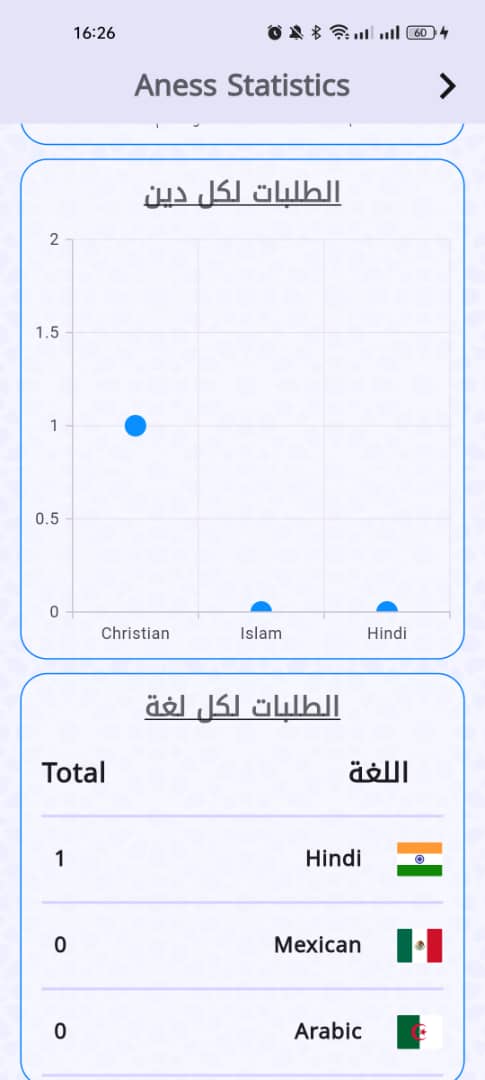 16:26
60
Aness Statistics
الطلبات لكل دين
2
1.5
1
0.5
0
Christian Islam Hindi
الطلبات لكل لغة
Total اللغة
1 Hindi
0 Mexican
0 Arabic